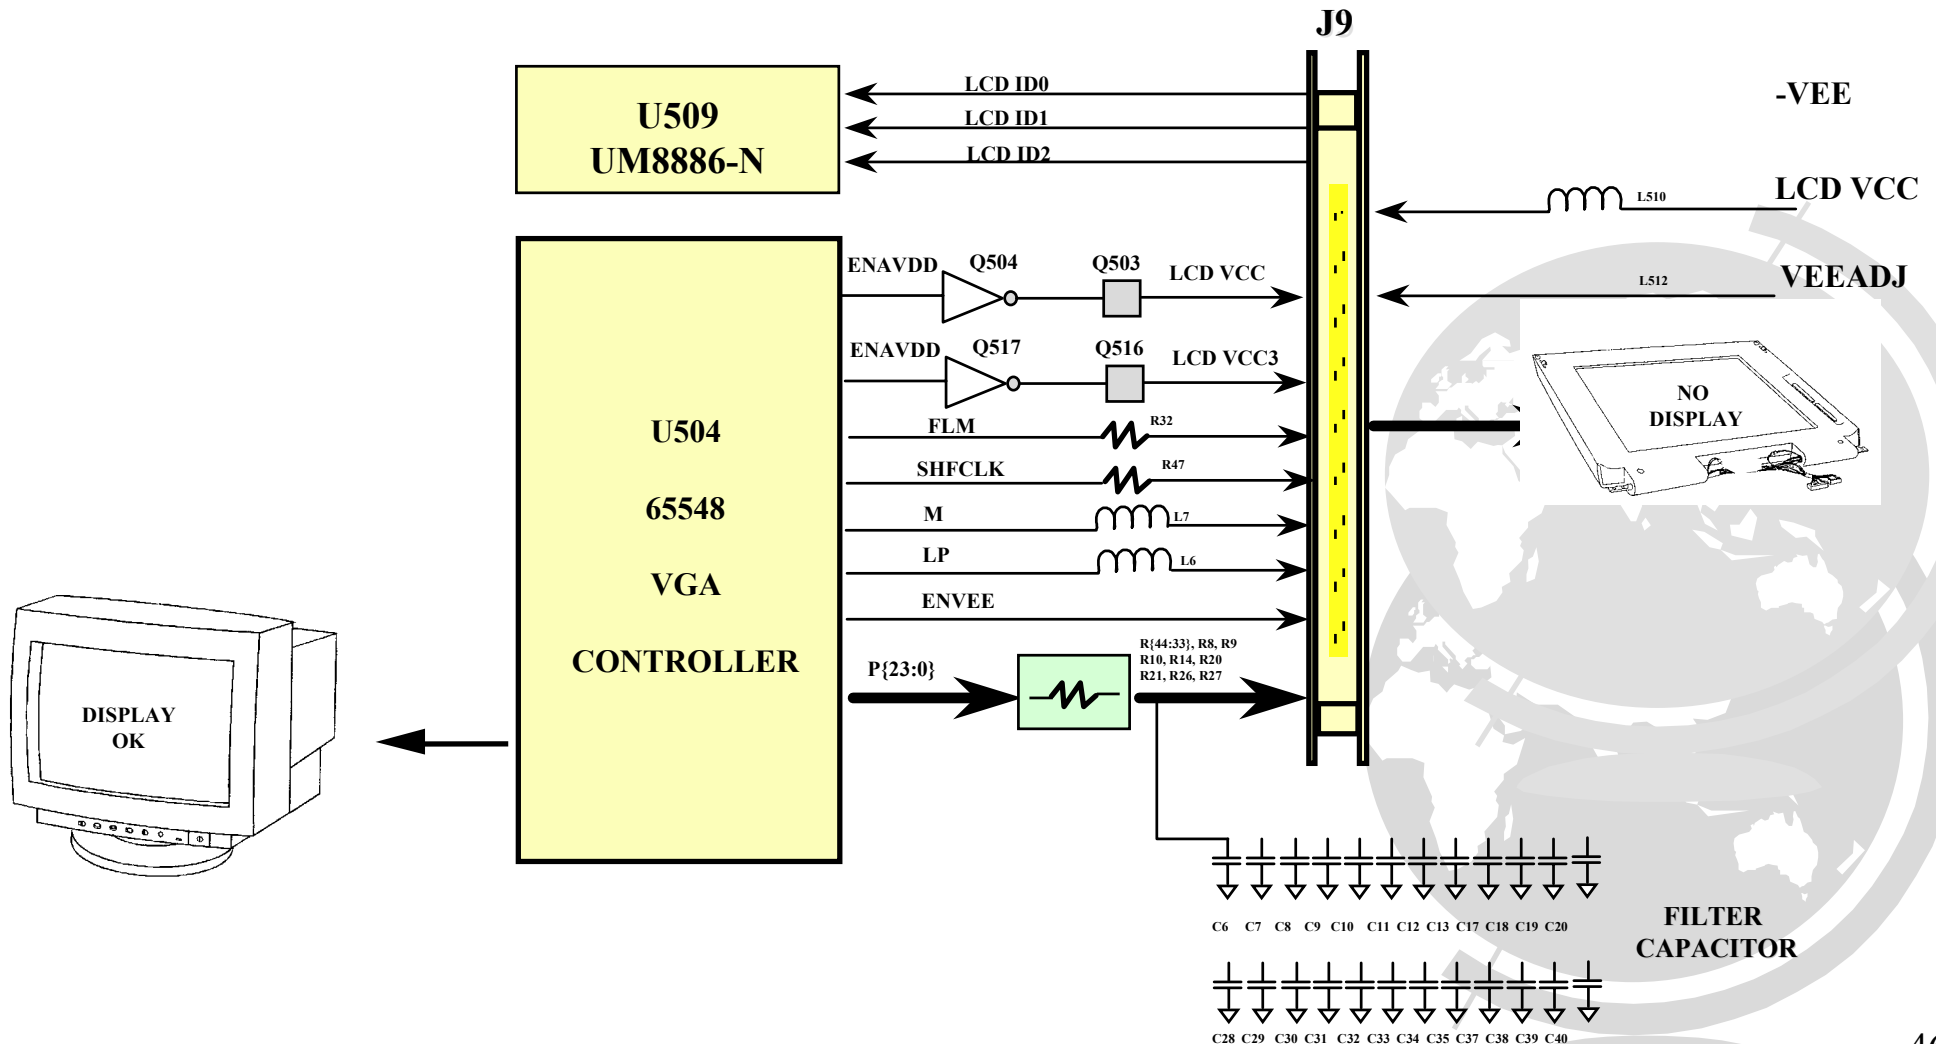 J9
LCD ID0
LCD ID1
LCD ID2
U509
UM8886-N
-VEE
LCD VCC
L510
VEEADJ
L512
ENAVDD
Q504
Q503
LCD VCC
ENAVDD
Q517
Q516
LCD VCC3
FLM
R32
SHFCLK
R47
M
L7
LP
L6
ENVEE
P{23:0}
R{44:33}, R8, R9
R10, R14, R20
R21, R26, R27
U504
65548
VGA
CONTROLLER
NO
DISPLAY
DISPLAY
OK
C6 C7 C8 C9 C10 C11 C12 C13 C17 C18 C19 C20
FILTER
CAPACITOR
C28 C29 C30 C31 C32 C33 C34 C35 C37 C38 C39 C40